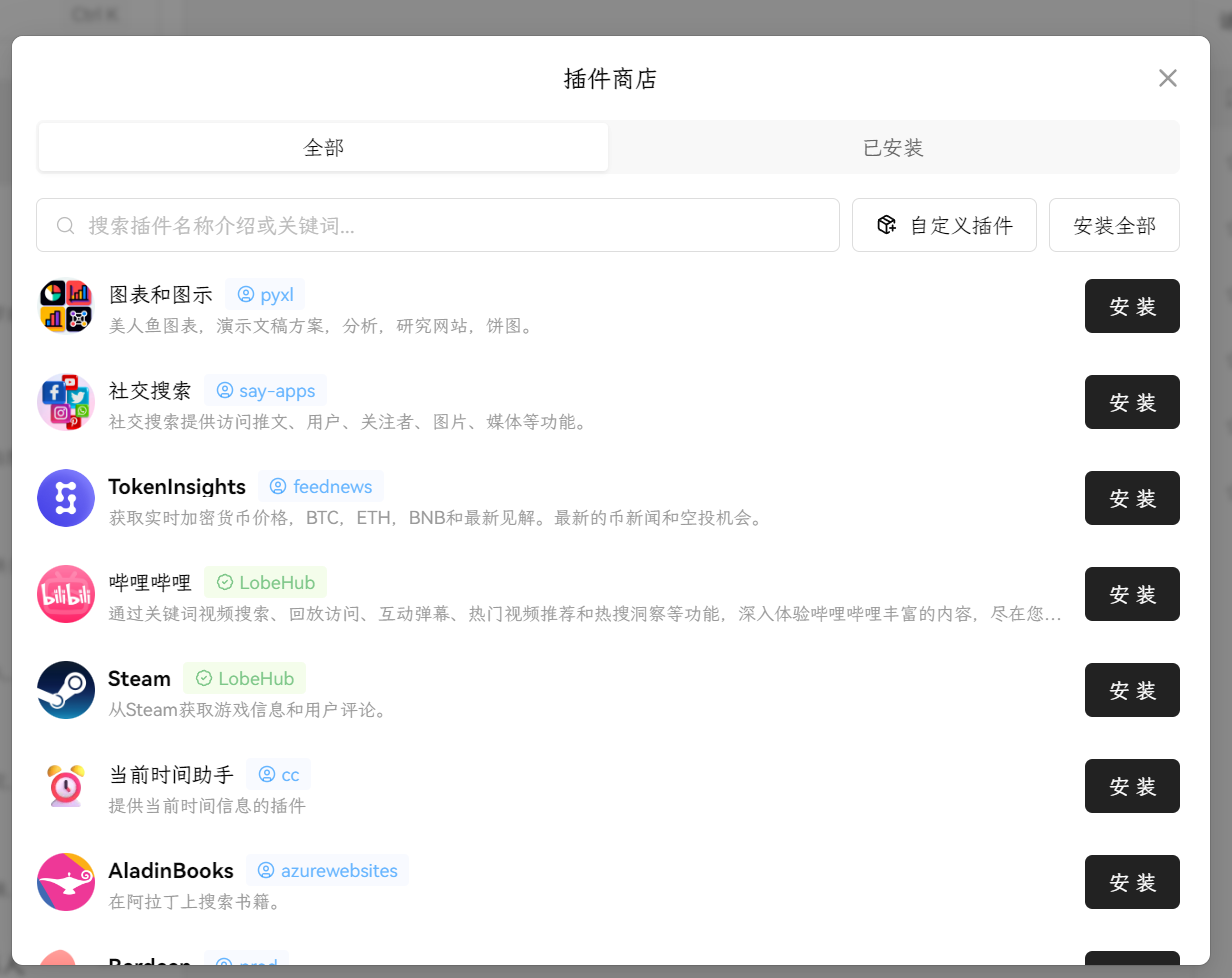 Ctrl K
插件商店
全部
已安装
搜索插件名称介绍或关键词...
自定义插件
安装全部
图表和图示 pyxl
美人鱼图表，演示文稿方案，分析，研究网站，饼图。
安 装
社交搜索 say-apps
社交搜索提供访问推文、用户、关注者、图片、媒体等功能。
安 装
TokenInsights feednews
获取实时加密货币价格，BTC，ETH，BNB和最新见解。最新的币新闻和空投机会。
安 装
bilibili
哔哩哔哩 LobeHub
通过关键词视频搜索、回放访问、互动弹幕、热门视频推荐和热搜洞察等功能，深入体验哔哩哔哩丰富的内容，尽在您...
安 装
Steam LobeHub
从Steam获取游戏信息和用户评论。
安 装
当前时间助手 cc
提供当前时间信息的插件
安 装
AladinBooks azurewebsites
在阿拉丁上搜索书籍。
安 装